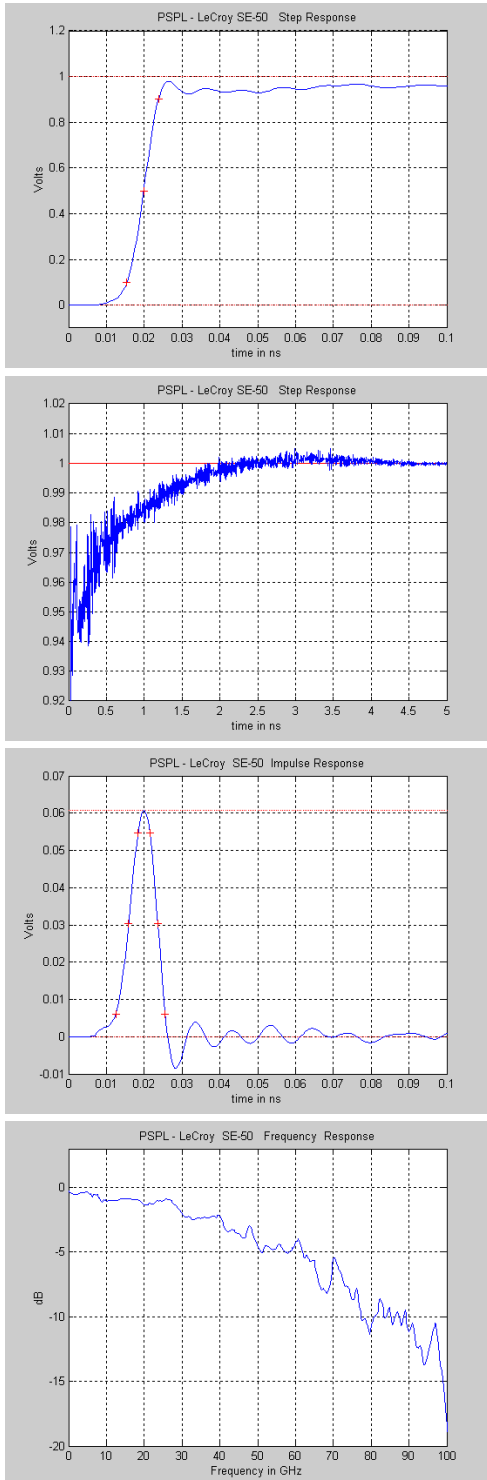 PSPL - LeCroy SE-50 Step Response
1.2
1
0.8
0.6
0.4
0.2
0
Volts
0 0.01 0.02 0.03 0.04 0.05 0.06 0.07 0.08 0.09 0.1
time in ns
PSPL - LeCroy SE-50 Step Response
1.02
1.01
1
0.99
0.98
0.97
0.96
0.95
0.94
0.93
0.92
Volts
0 0.5 1 1.5 2 2.5 3 3.5 4 4.5 5
time in ns
PSPL - LeCroy SE-50 Impulse Response
0.07
0.06
0.05
0.04
0.03
0.02
0.01
0
-0.01
Volts
0 0.01 0.02 0.03 0.04 0.05 0.06 0.07 0.08 0.09 0.1
time in ns
PSPL - LeCroy SE-50 Frequency Response
0
-5
-10
-15
-20
dB
0 10 20 30 40 50 60 70 80 90 100
Frequency in GHz